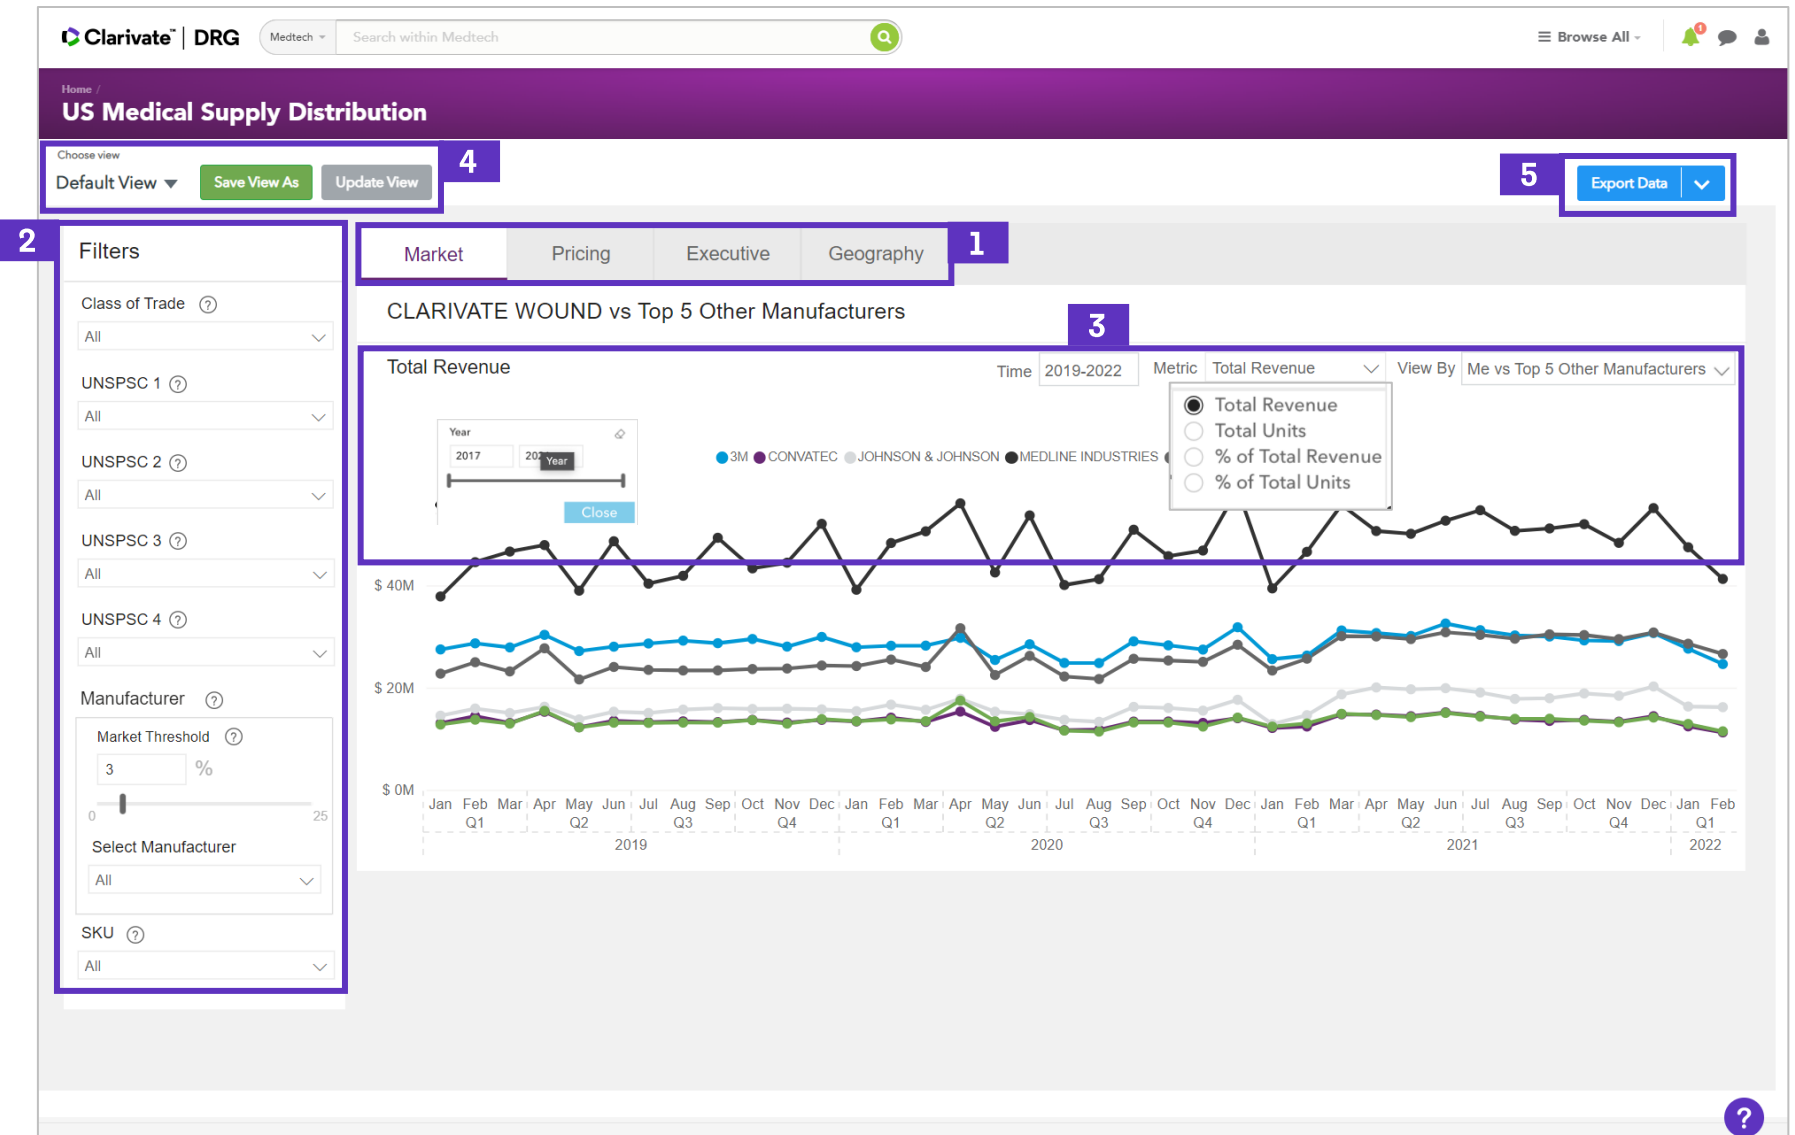 Clarivate™ | DRG
Medtech
Search within Medtech
Browse All
1
Home /
US Medical Supply Distribution
Choose view
Default View
Save View As
Update View
4
5
Export Data
2
Filters
Class of Trade ?
All
UNSPSC 1 ?
All
UNSPSC 2 ?
All
UNSPSC 3 ?
All
UNSPSC 4 ?
All
Manufacturer ?
Market Threshold ?
3 %
0 25
Select Manufacturer
All
SKU ?
All
Market Pricing Executive Geography
1
CLARIVATE WOUND vs Top 5 Other Manufacturers
3
Total Revenue
Time 2019-2022 Metric Total Revenue View By Me vs Top 5 Other Manufacturers
Total Revenue
Total Units
% of Total Revenue
% of Total Units
Year
2017
Year
Close
3M CONVATEC JOHNSON & JOHNSON MEDLINE INDUSTRIES
$ 40M
$ 20M
$ 0M
Jan Feb Mar Apr May Jun Jul Aug Sep Oct Nov Dec Jan Feb Mar Apr May Jun Jul Aug Sep Oct Nov Dec Jan Feb Mar Apr May Jun Jul Aug Sep Oct Nov Dec Jan Feb
Q1 Q2 Q3 Q4 Q1 Q2 Q3 Q4 Q1 Q2 Q3 Q4 Q1
2019 2020 2021 2022
?